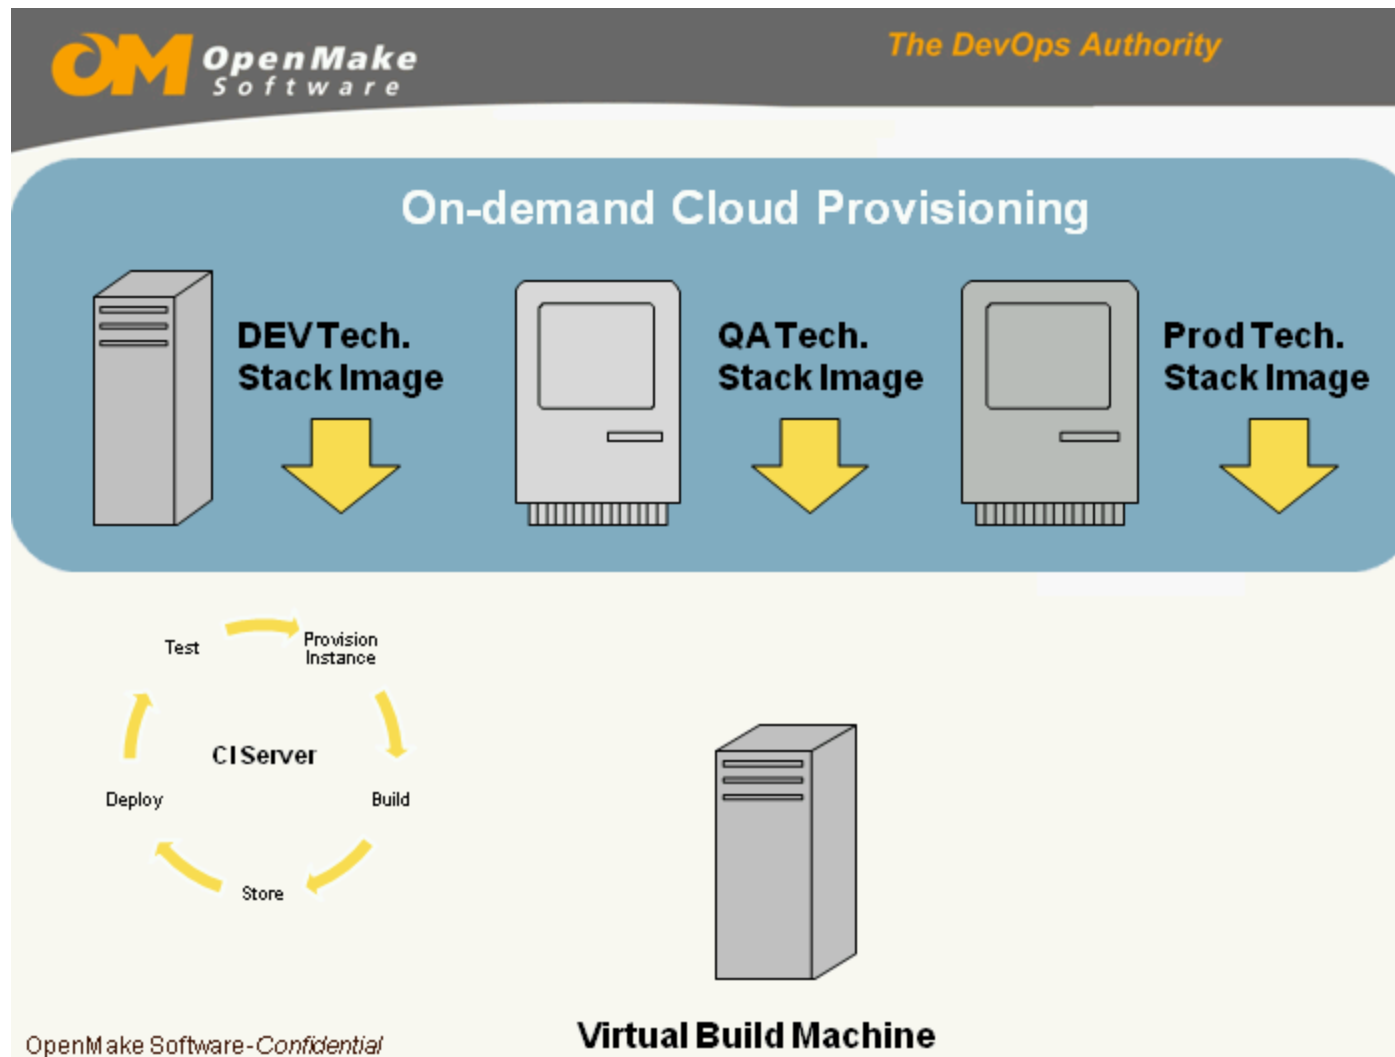 OM OpenMake
Software
The DevOps Authority
On-demand Cloud Provisioning
DEV Tech.
Stack Image
QA Tech.
Stack Image
Prod Tech.
Stack Image
Test
Provision
Instance
CI Server
Deploy
Build
Store
Virtual Build Machine
OpenMake Software-Confidential